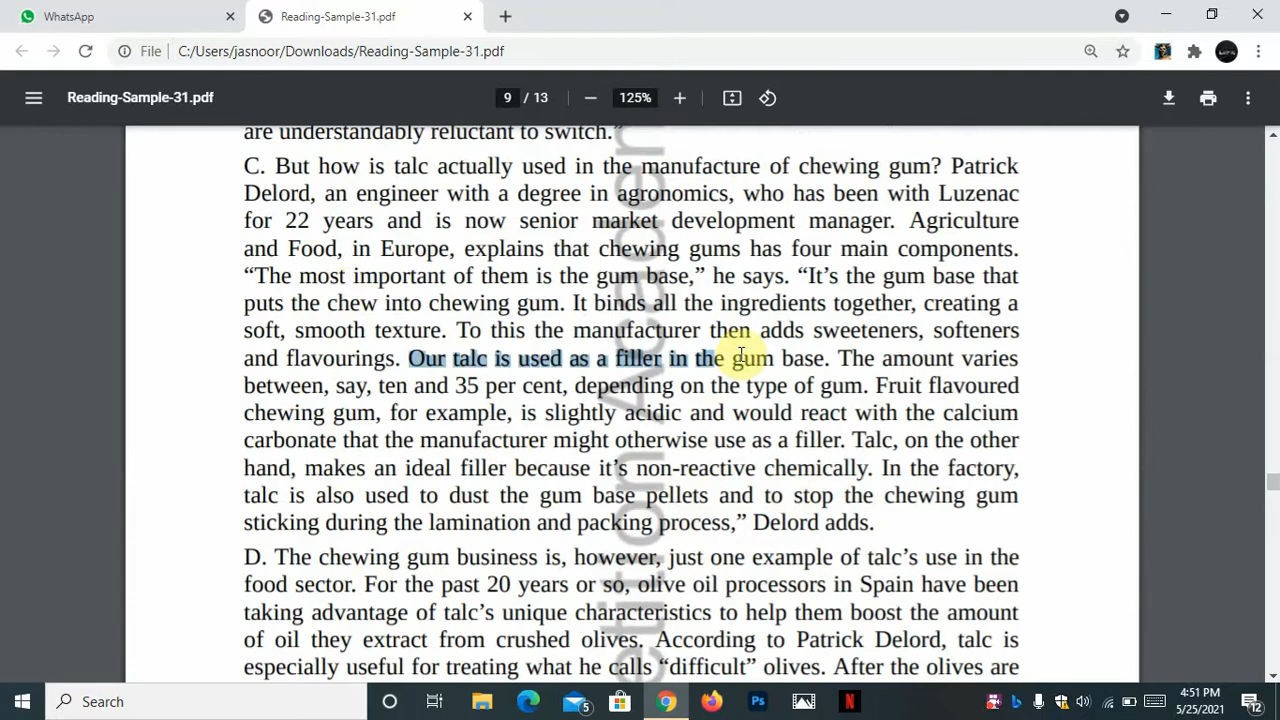 WhatsApp
Reading-Sample-31.pdf
File
C:/Users/jasnoor/Downloads/Reading-Sample-31.pdf
Reading-Sample-31.pdf
9 / 13
125%
are understandably reluctant to switch.”
C. But how is talc actually used in the manufacture of chewing gum? Patrick
Delord, an engineer with a degree in agronomics, who has been with Luzenac
for 22 years and is now senior market development manager. Agriculture
and Food, in Europe, explains that chewing gums has four main components.
“The most important of them is the gum base,” he says. “It’s the gum base that
puts the chew into chewing gum. It binds all the ingredients together, creating a
soft, smooth texture. To this the manufacturer then adds sweeteners, softeners
and flavourings. Our talc is used as a filler in the gum base. The amount varies
between, say, ten and 35 per cent, depending on the type of gum. Fruit flavoured
chewing gum, for example, is slightly acidic and would react with the calcium
carbonate that the manufacturer might otherwise use as a filler. Talc, on the other
hand, makes an ideal filler because it’s non-reactive chemically. In the factory,
talc is also used to dust the gum base pellets and to stop the chewing gum
sticking during the lamination and packing process,” Delord adds.
D. The chewing gum business is, however, just one example of talc’s use in the
food sector. For the past 20 years or so, olive oil processors in Spain have been
taking advantage of talc’s unique characteristics to help them boost the amount
of oil they extract from crushed olives. According to Patrick Delord, talc is
especially useful for treating what he calls “difficult” olives. After the olives are
Search
5
Ps
N
4:51 PM
5/25/2021
12